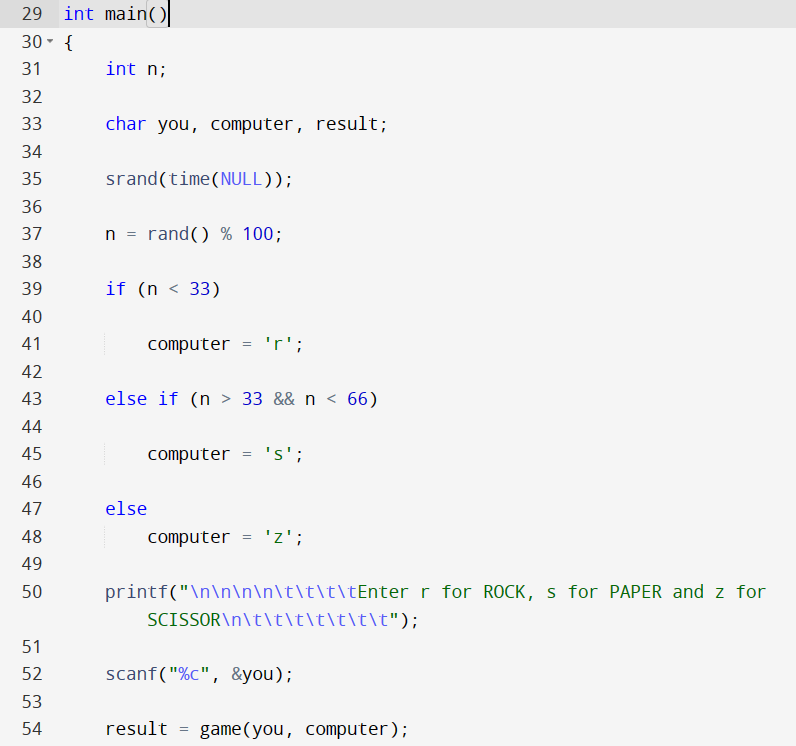 29 int main()
30 {
31     int n;
32
33     char you, computer, result;
34
35     srand(time(NULL));
36
37     n = rand() % 100;
38
39     if (n < 33)
40
41         computer = 'r';
42
43     else if (n > 33 && n < 66)
44
45         computer = 's';
46
47     else
48         computer = 'z';
49
50     printf("\n\n\n\n\t\t\t\tEnter r for ROCK, s for PAPER and z for
        SCISSOR\n\t\t\t\t\t\t\t");
51
52     scanf("%c", &you);
53
54     result = game(you, computer);